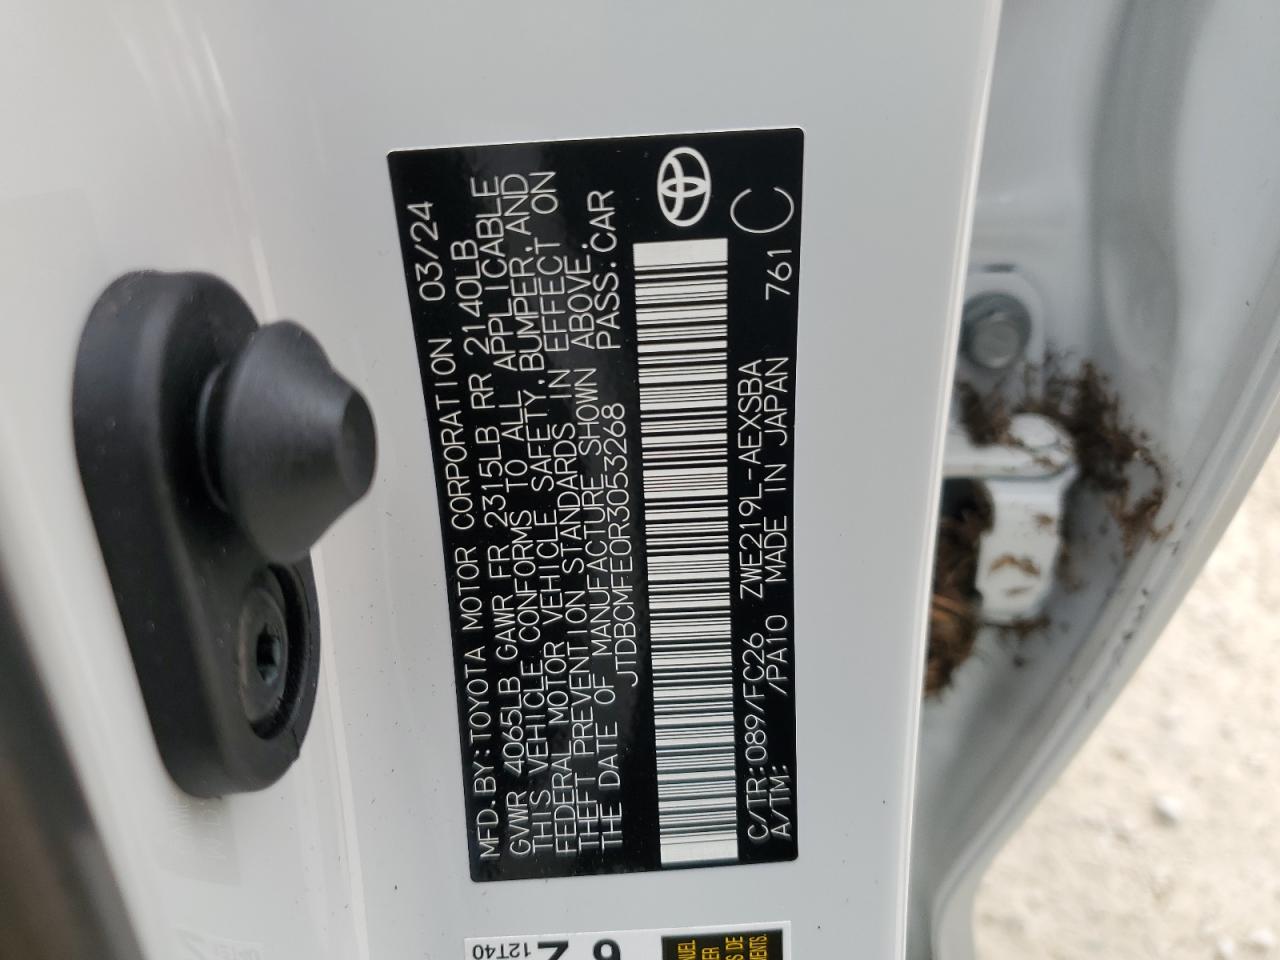 MFD.BY:TOYOTA MOTOR CORPORATION 03/24
GVWR 4065LB GAWR FR 2315LB RR 2140LB
THIS VEHICLE CONFORMS TO ALL APPLICABLE
FEDERAL MOTOR VEHICLE SAFETY,BUMPER,AND
THEFT PREVENTION STANDARDS IN EFFECT ON
THE DATE OF MANUFACTURE SHOWN ABOVE.
JTDBCMFE0R3053268 PASS.CAR
C/TR:089/FC26 ZWE219L-AEXSBA
A/TM: /PA10 MADE IN JAPAN 761
C
12T40